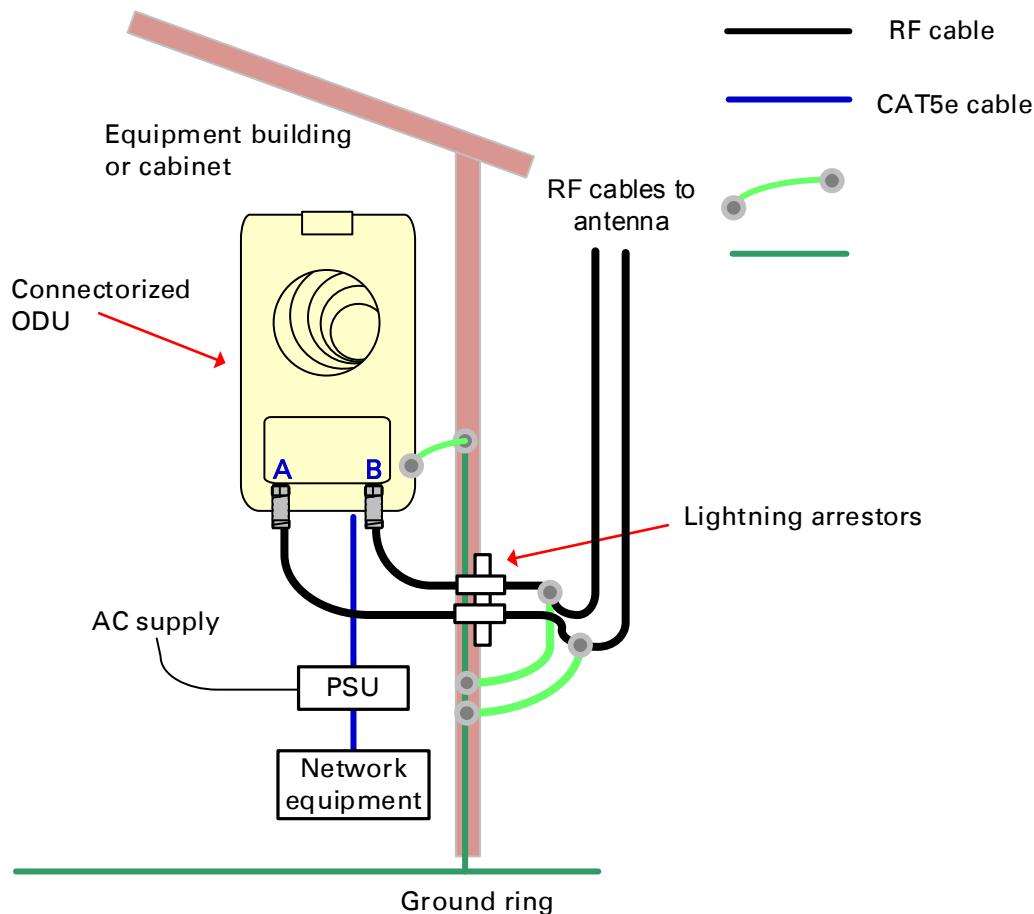 RF cable
CAT5e cable
Equipment building
or cabinet
RF cables to
antenna
Connectorized
ODU
A
B
Lightning arrestors
AC supply
PSU
Network
equipment
Ground ring